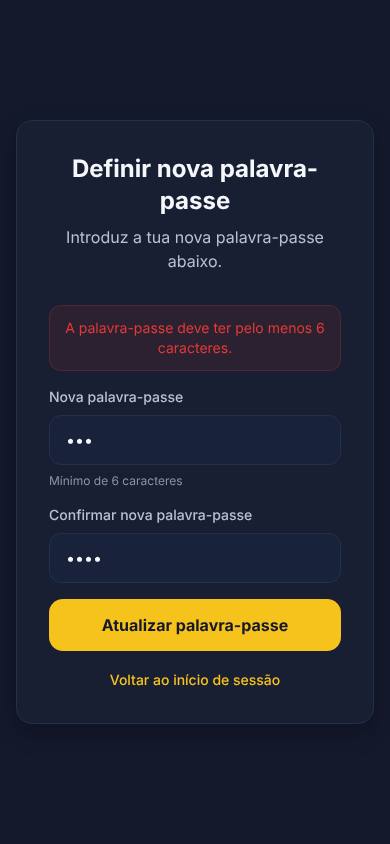 Definir nova palavra-
passe
Introduz a tua nova palavra-passe
abaixo.
A palavra-passe deve ter pelo menos 6
caracteres.
Nova palavra-passe
•••
Mínimo de 6 caracteres
Confirmar nova palavra-passe
••••
Atualizar palavra-passe
Voltar ao início de sessão